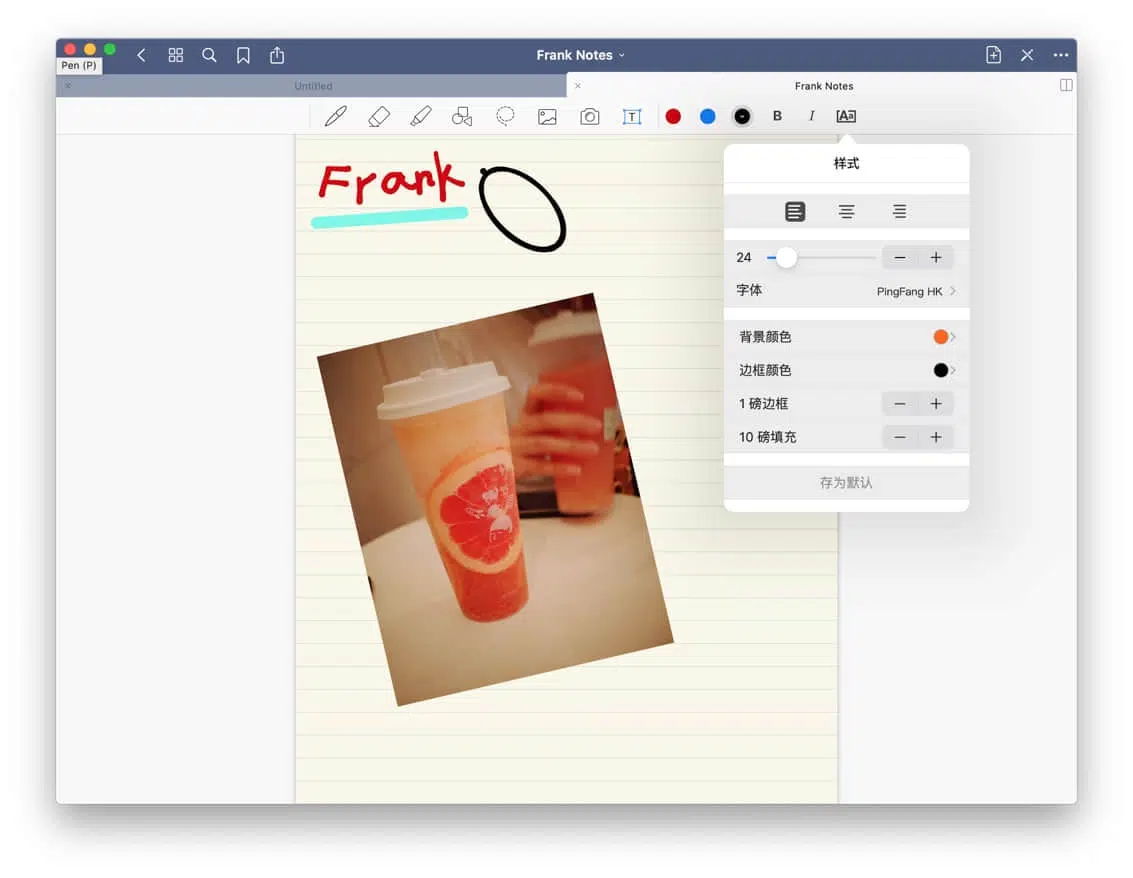 Frank Notes
Pen (P)
Untitled
Frank Notes
T
B
I
Aa
Frank
样式
24
字体
PingFang HK
背景颜色
边框颜色
1 磅边框
10 磅填充
存为默认